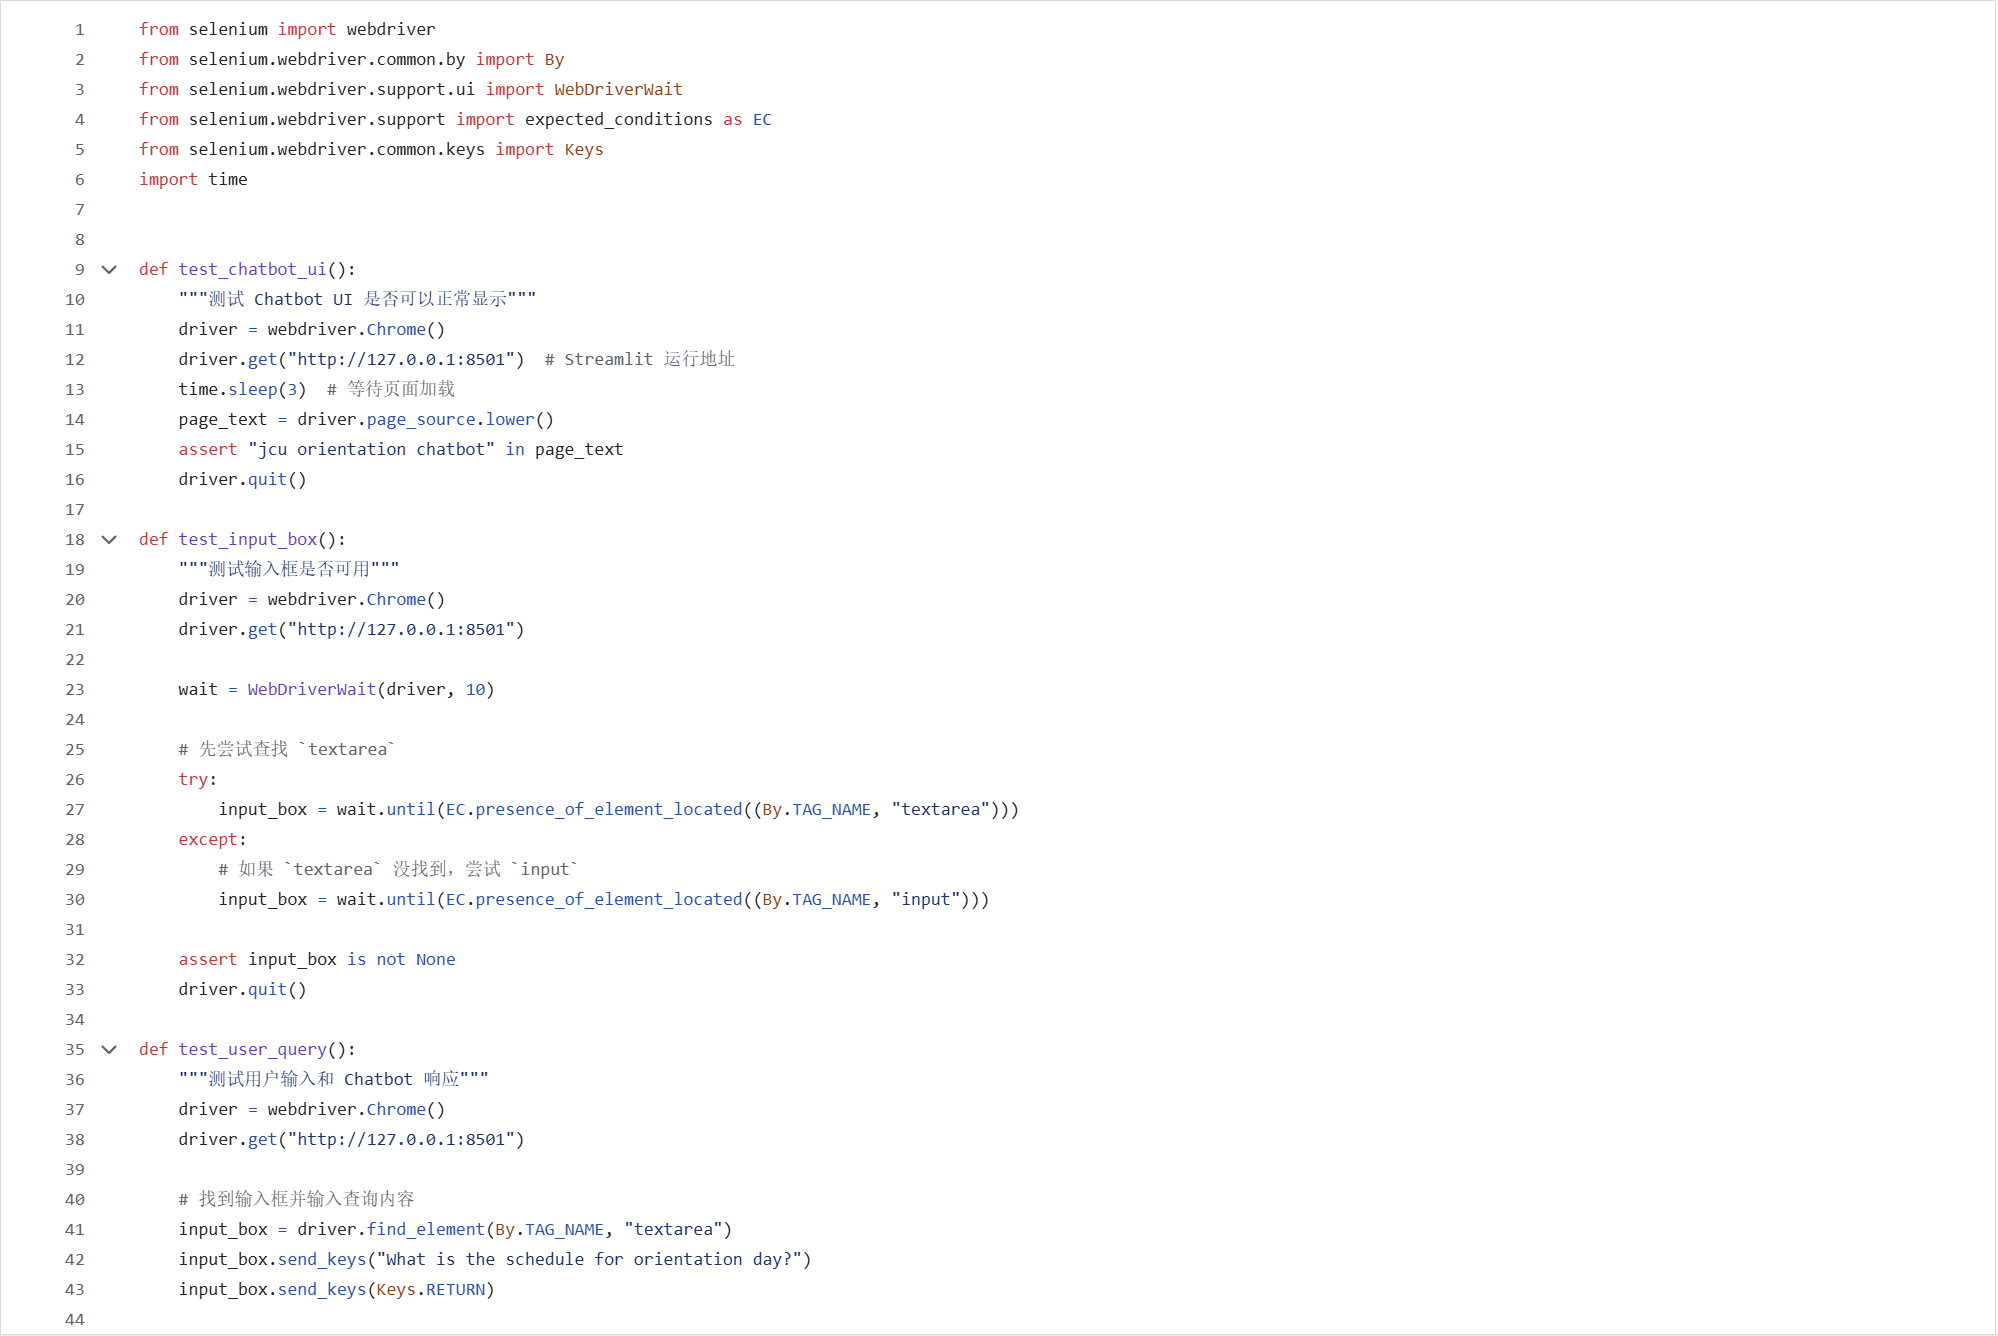 1 from selenium import webdriver
2 from selenium.webdriver.common.by import By
3 from selenium.webdriver.support.ui import WebDriverWait
4 from selenium.webdriver.support import expected_conditions as EC
5 from selenium.webdriver.common.keys import Keys
6 import time
7
8
9 def test_chatbot_ui():
10     """测试 Chatbot UI 是否可以正常显示"""
11     driver = webdriver.Chrome()
12     driver.get("http://127.0.0.1:8501")  # Streamlit 运行地址
13     time.sleep(3)  # 等待页面加载
14     page_text = driver.page_source.lower()
15     assert "jcu orientation chatbot" in page_text
16     driver.quit()
17
18 def test_input_box():
19     """测试输入框是否可用"""
20     driver = webdriver.Chrome()
21     driver.get("http://127.0.0.1:8501")
22
23     wait = WebDriverWait(driver, 10)
24
25     # 先尝试查找 `textarea`
26     try:
27         input_box = wait.until(EC.presence_of_element_located((By.TAG_NAME, "textarea")))
28     except:
29         # 如果 `textarea` 没找到，尝试 `input`
30         input_box = wait.until(EC.presence_of_element_located((By.TAG_NAME, "input")))
31
32     assert input_box is not None
33     driver.quit()
34
35 def test_user_query():
36     """测试用户输入和 Chatbot 响应"""
37     driver = webdriver.Chrome()
38     driver.get("http://127.0.0.1:8501")
39
40     # 找到输入框并输入查询内容
41     input_box = driver.find_element(By.TAG_NAME, "textarea")
42     input_box.send_keys("What is the schedule for orientation day?")
43     input_box.send_keys(Keys.RETURN)
44